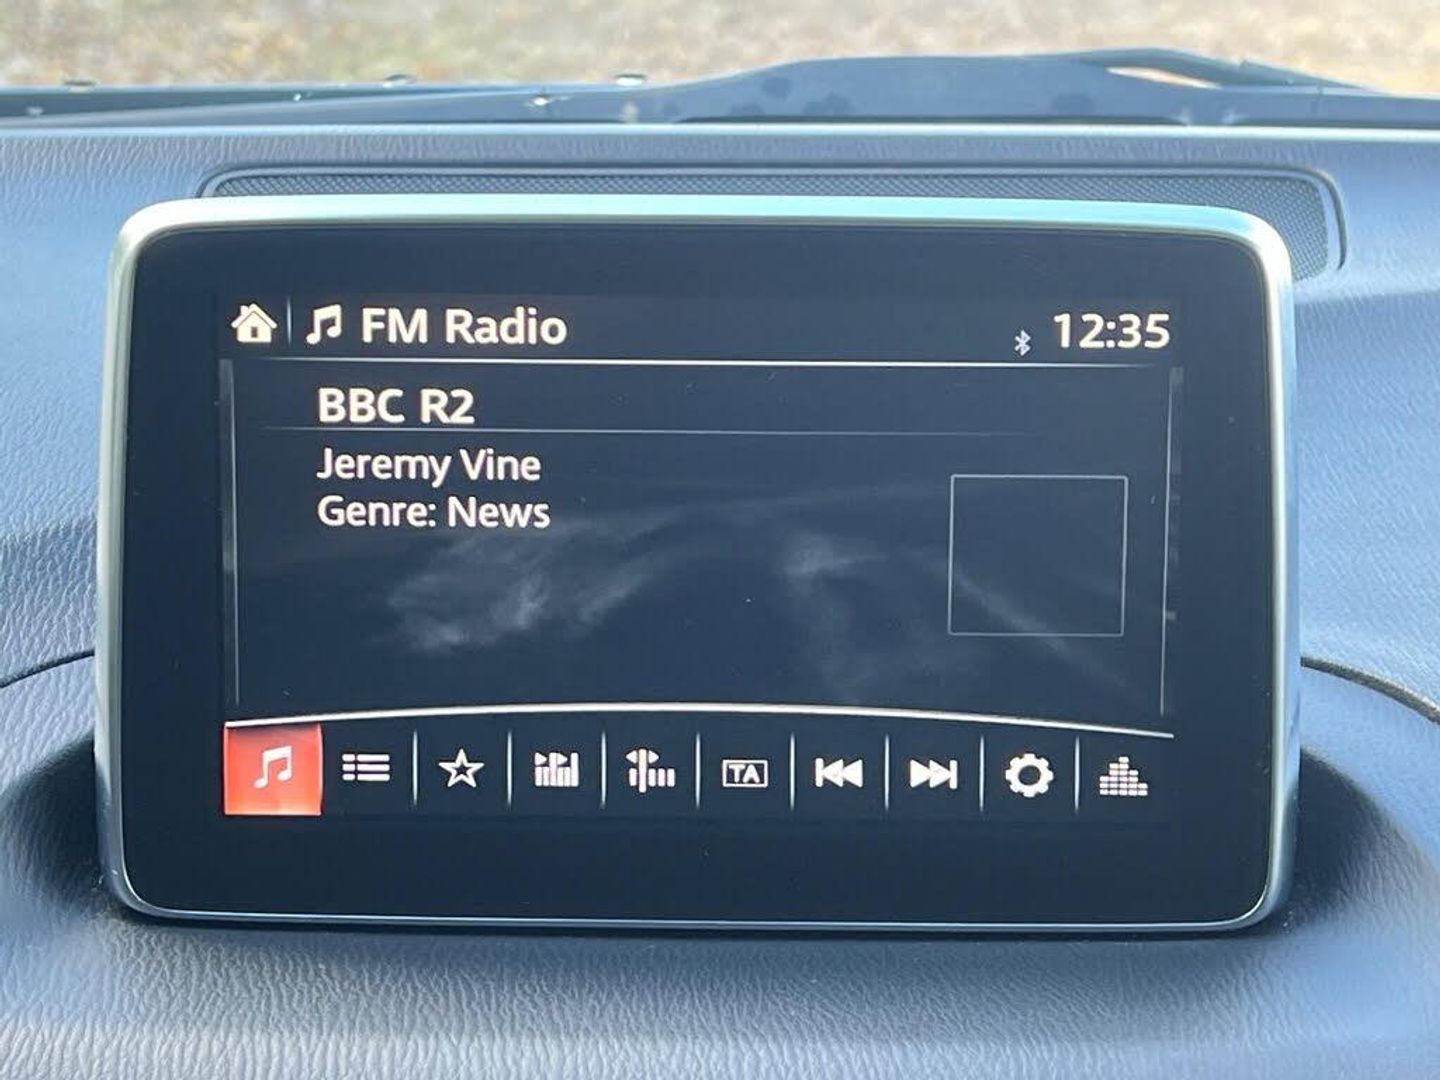 FM Radio
12:35
BBC R2
Jeremy Vine
Genre: News
TA